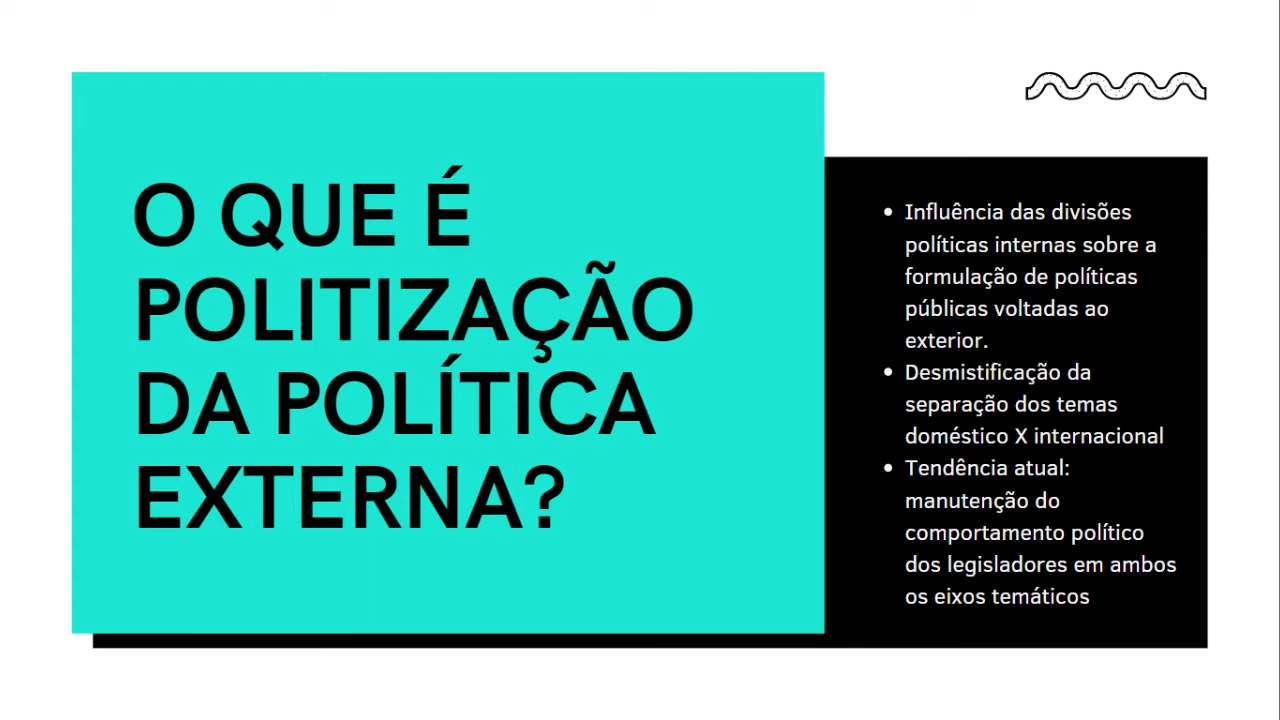 O QUE É
POLITIZAÇÃO
DA POLÍTICA
EXTERNA?
• Influência das divisões
políticas internas sobre a
formulação de políticas
públicas voltadas ao
exterior.
• Desmistificação da
separação dos temas
doméstico X internacional
• Tendência atual:
manutenção do
comportamento político
dos legisladores em ambos
os eixos temáticos